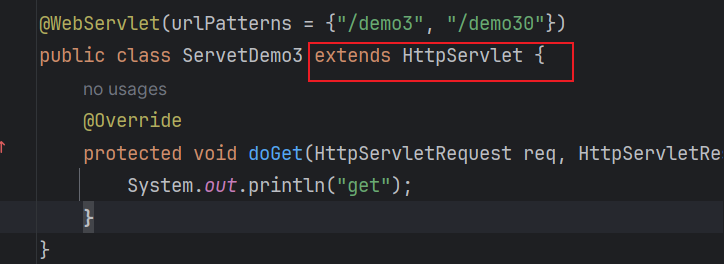 @WebServlet(urlPatterns = {"/demo3", "/demo30"})
public class ServetDemo3 extends HttpServlet {
no usages
@Override
protected void doGet(HttpServletRequest req, HttpServletRe
System.out.println("get");
}
}